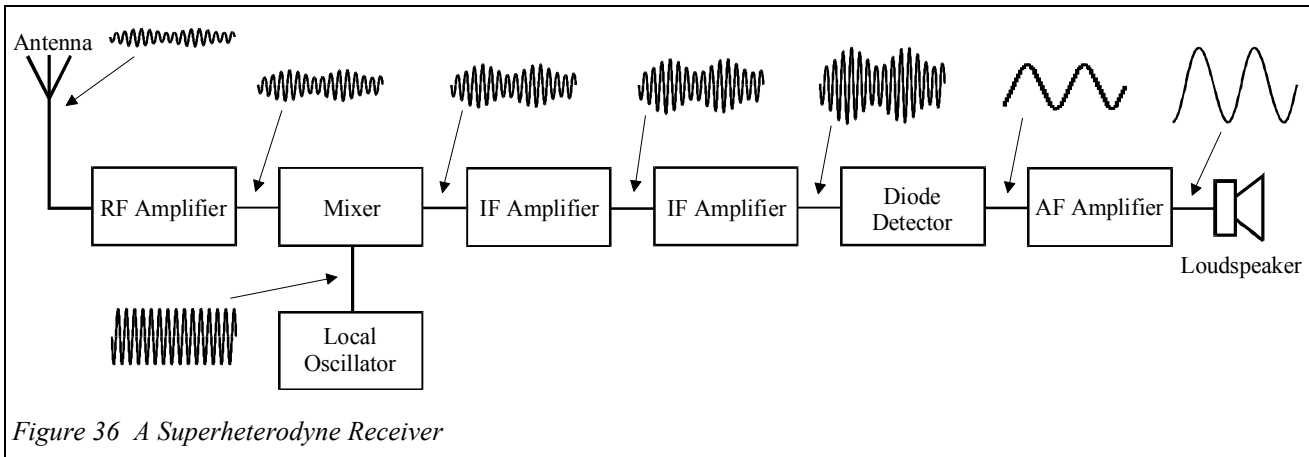 Antenna
RF Amplifier
Mixer
IF Amplifier
IF Amplifier
Diode
Detector
AF Amplifier
Loudspeaker
Local
Oscillator
Figure 36 A Superheterodyne Receiver